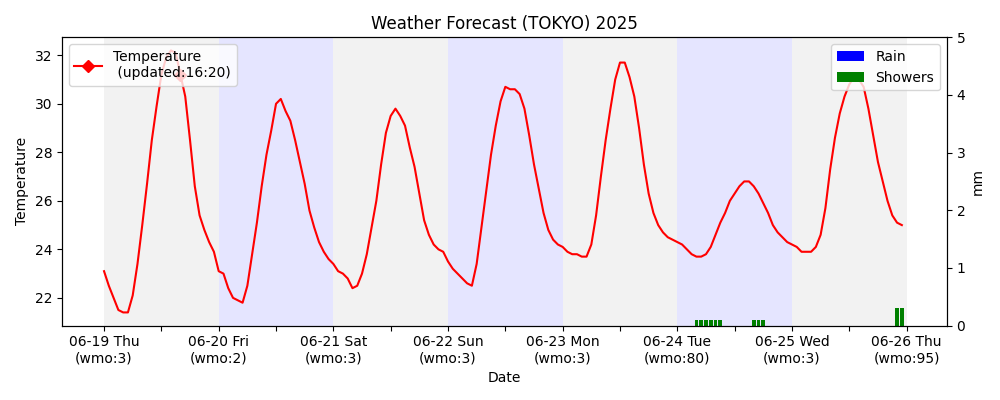 Weather Forecast (TOKYO) 2025
Temperature
(updated:16:20)
Rain
Showers
32
30
28
26
24
22
Temperature
5
4
3
2
1
0
mm
06-19 Thu
(wmo:3)
06-20 Fri
(wmo:2)
06-21 Sat
(wmo:3)
06-22 Sun
(wmo:3)
06-23 Mon
(wmo:3)
06-24 Tue
(wmo:80)
06-25 Wed
(wmo:3)
06-26 Thu
(wmo:95)
Date